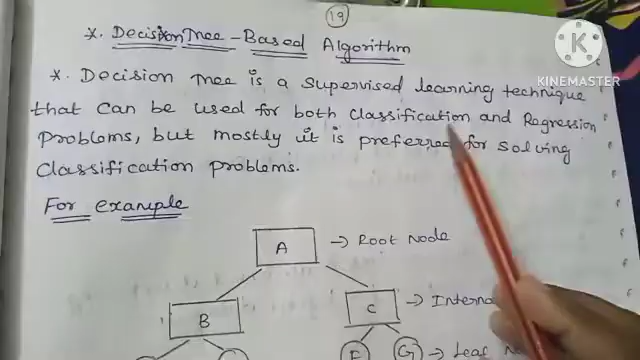 19
*. Decision Tree - Based Algorithm
*. Decision Tree is a supervised learning technique
that can be used for both classification and Regression
problems, but mostly it is preferred for solving
classification problems.
For example
A → Root Node
B
C →
F
G → Leaf
K
KINEMASTER